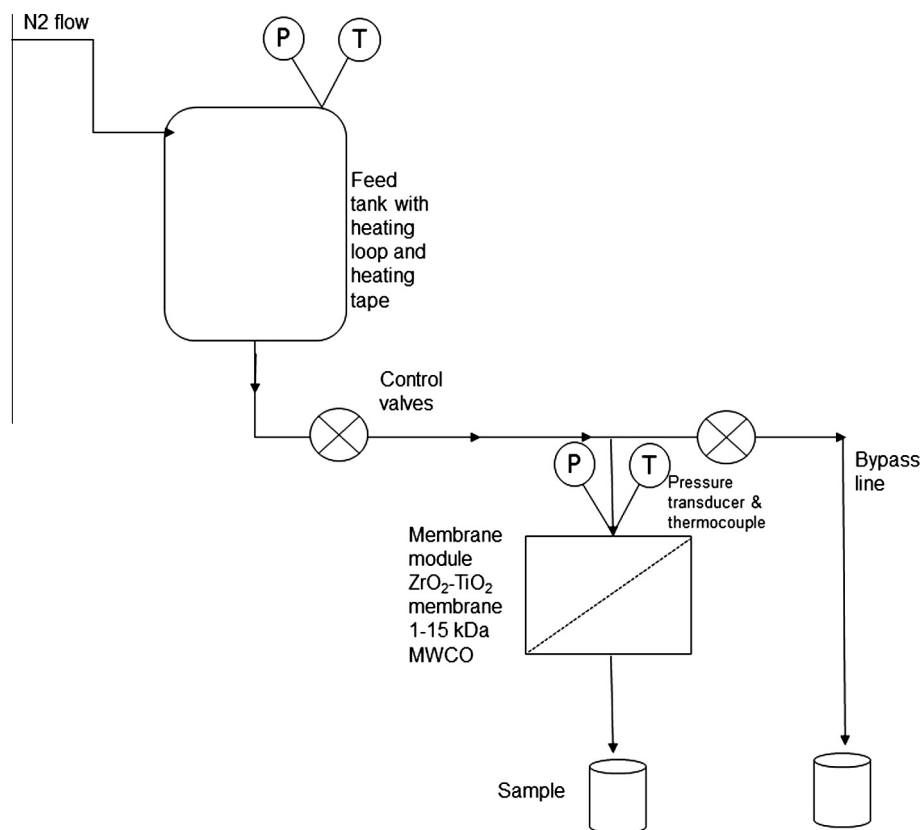 N2 flow
P
T
Feed
tank with
heating
loop and
heating
tape
Control
valves
P
T
Pressure
transducer &
thermocouple
Bypass
line
Membrane
module
ZrO₂-TiO₂
membrane
1-15 kDa
MWCO
Sample